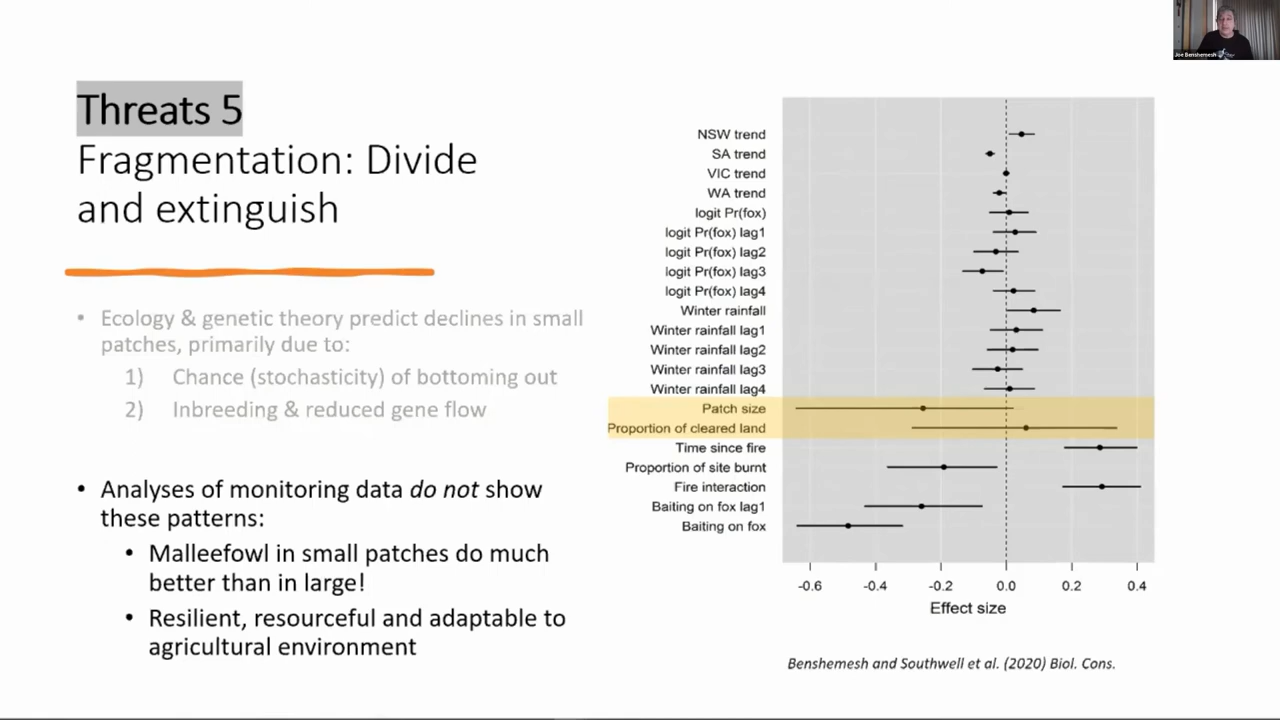 Joe Benshemesh
Threats 5
Fragmentation: Divide
and extinguish
• Ecology & genetic theory predict declines in small
patches, primarily due to:
1) Chance (stochasticity) of bottoming out
2) Inbreeding & reduced gene flow
• Analyses of monitoring data do not show
these patterns:
• Malleefowl in small patches do much
better than in large!
• Resilient, resourceful and adaptable to
agricultural environment
NSW trend
SA trend
VIC trend
WA trend
logit Pr(fox)
logit Pr(fox) lag1
logit Pr(fox) lag2
logit Pr(fox) lag3
logit Pr(fox) lag4
Winter rainfall
Winter rainfall lag1
Winter rainfall lag2
Winter rainfall lag3
Winter rainfall lag4
Patch size
Proportion of cleared land
Time since fire
Proportion of site burnt
Fire interaction
Baiting on fox lag1
Baiting on fox
-0.6 -0.4 -0.2 0.0 0.2 0.4
Effect size
Benshemesh and Southwell et al. (2020) Biol. Cons.